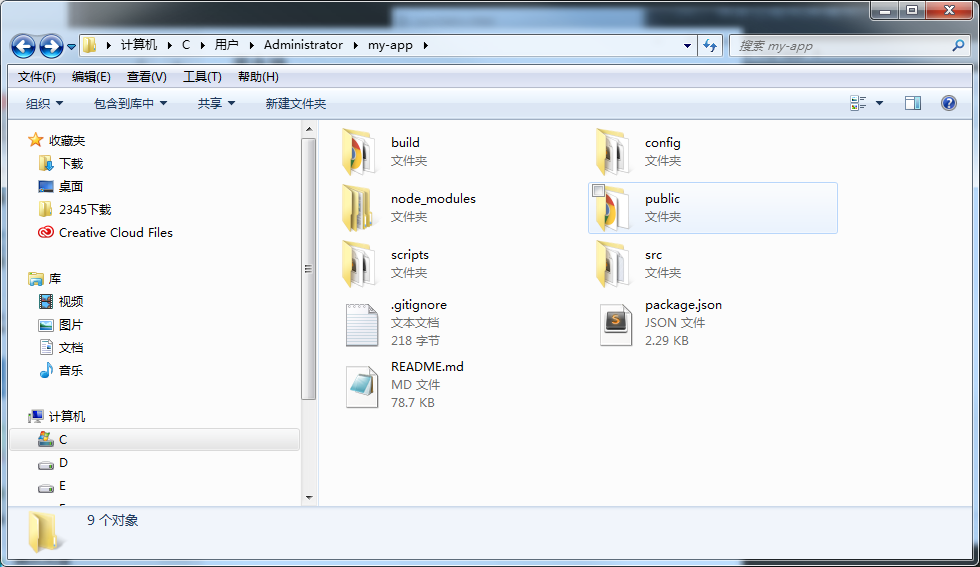 计算机 C 用户 Administrator my-app
搜索 my-app
文件(F) 编辑(E) 查看(V) 工具(T) 帮助(H)
组织 包含到库中 共享 新建文件夹
收藏夹
下载
桌面
2345下载
Creative Cloud Files
库
视频
图片
文档
音乐
计算机
C
D
E
build
文件夹
config
文件夹
node_modules
文件夹
public
文件夹
scripts
文件夹
src
文件夹
.gitignore
文本文档
218 字节
package.json
JSON 文件
2.29 KB
README.md
MD 文件
78.7 KB
9 个对象